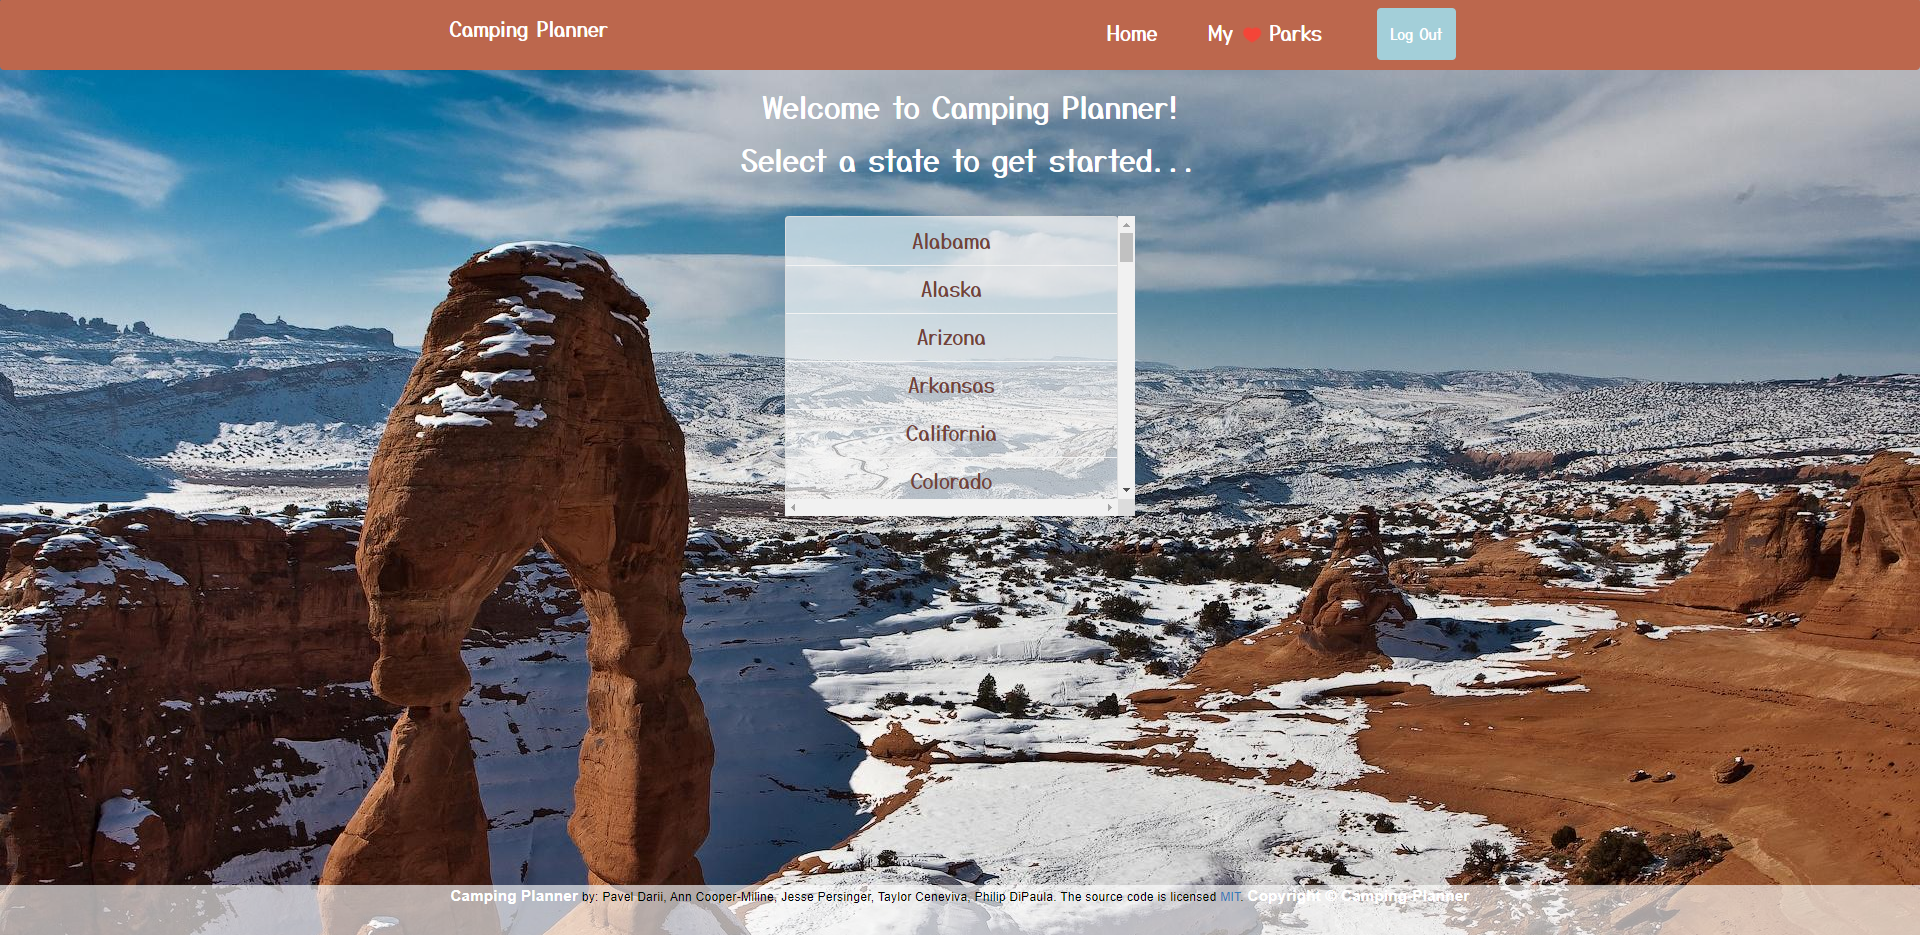 Camping Planner
Home
My ❤ Parks
Log Out
Welcome to Camping Planner!
Select a state to get started...
Alabama
Alaska
Arizona
Arkansas
California
Colorado
Camping Planner by: Pavel Darii, Ann Cooper-Miline, Jesse Persinger, Taylor Ceneviva, Philip DiPaula. The source code is licensed MIT. Copyright © Camping-Planner